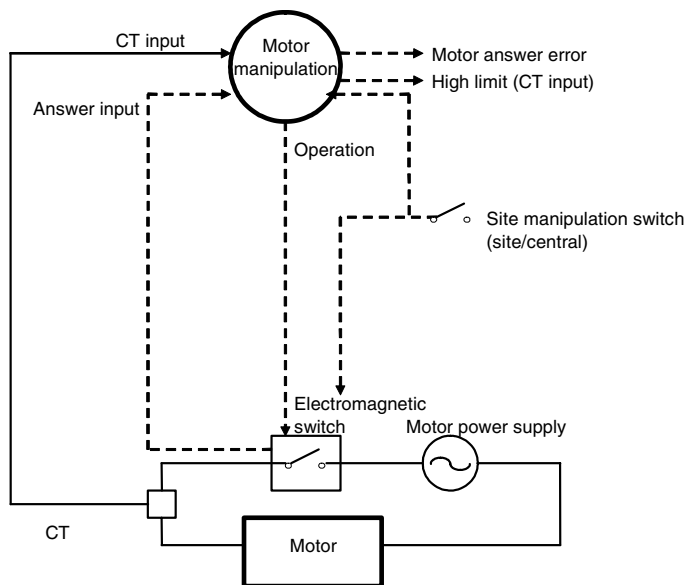 CT input
Motor
manipulation
Motor answer error
High limit (CT input)
Answer input
Operation
Site manipulation switch
(site/central)
Electromagnetic
switch
Motor power supply
CT
Motor